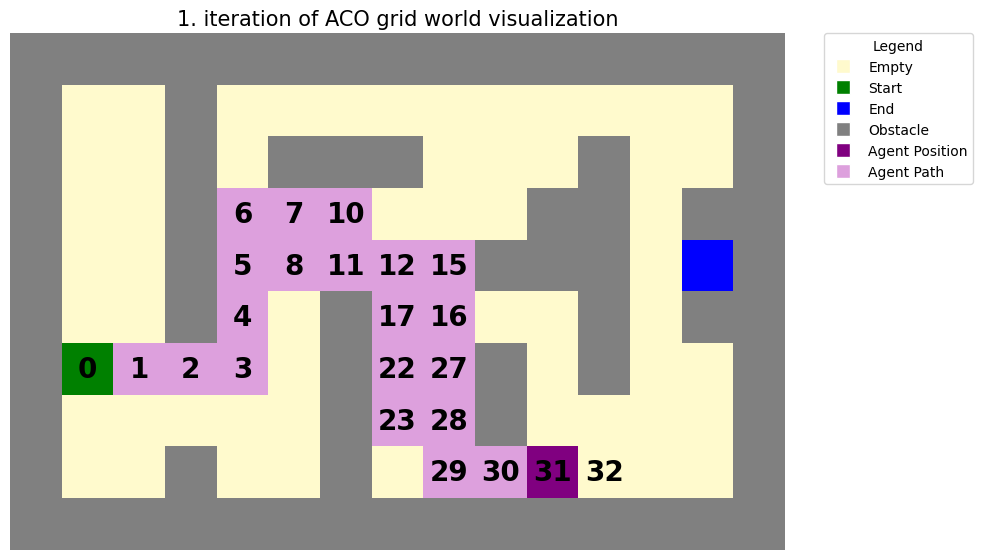 1. iteration of ACO grid world visualization
Legend
Empty
Start
End
Obstacle
Agent Position
Agent Path
6 7 10
5 8 11 12 15
4 17 16
0 1 2 3 22 27
23 28
29 30 31 32